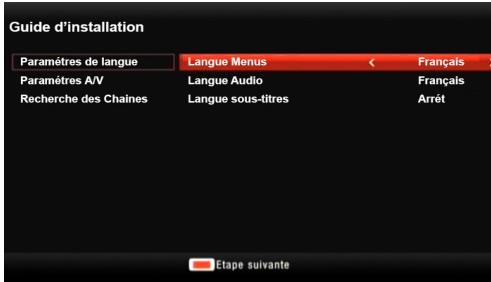 Guide d'installation
Paramétres de langue
Paramétres A/V
Recherche des Chaines
Langue Menus < Français >
Langue Audio Français
Langue sous-titres Arrét
Etape suivante